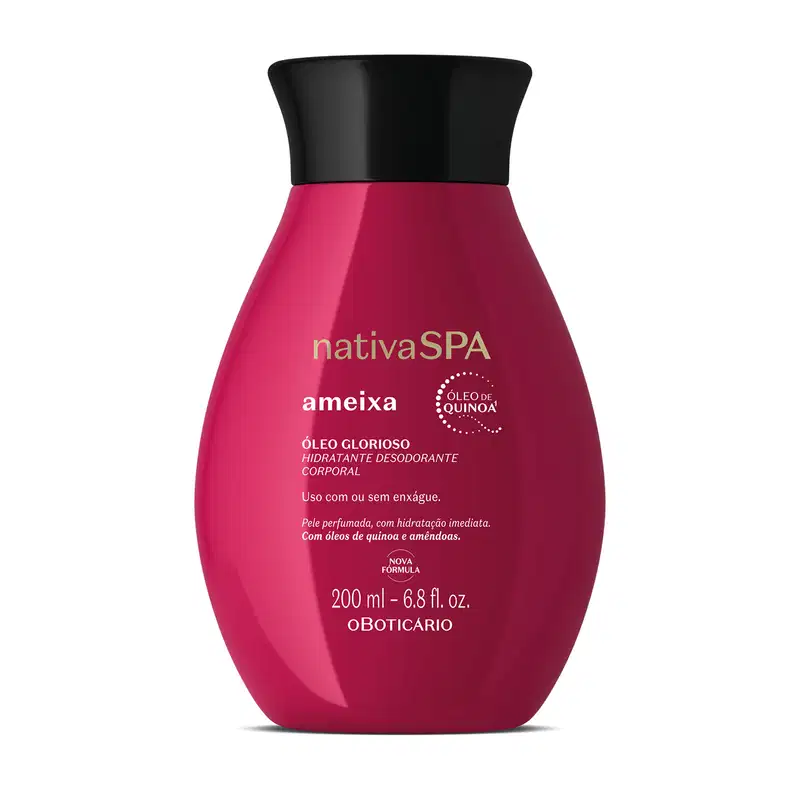 nativaSPA
ameixa
ÓLEO DE
QUINOA¹
ÓLEO GLORIOSO
HIDRATANTE DESODORANTE
CORPORAL
Uso com ou sem enxágue.
Pele perfumada, com hidratação imediata.
Com óleos de quinoa e amêndoas.
NOVA
FÓRMULA
200 ml – 6.8 fl. oz.
oBOTICÁRIO